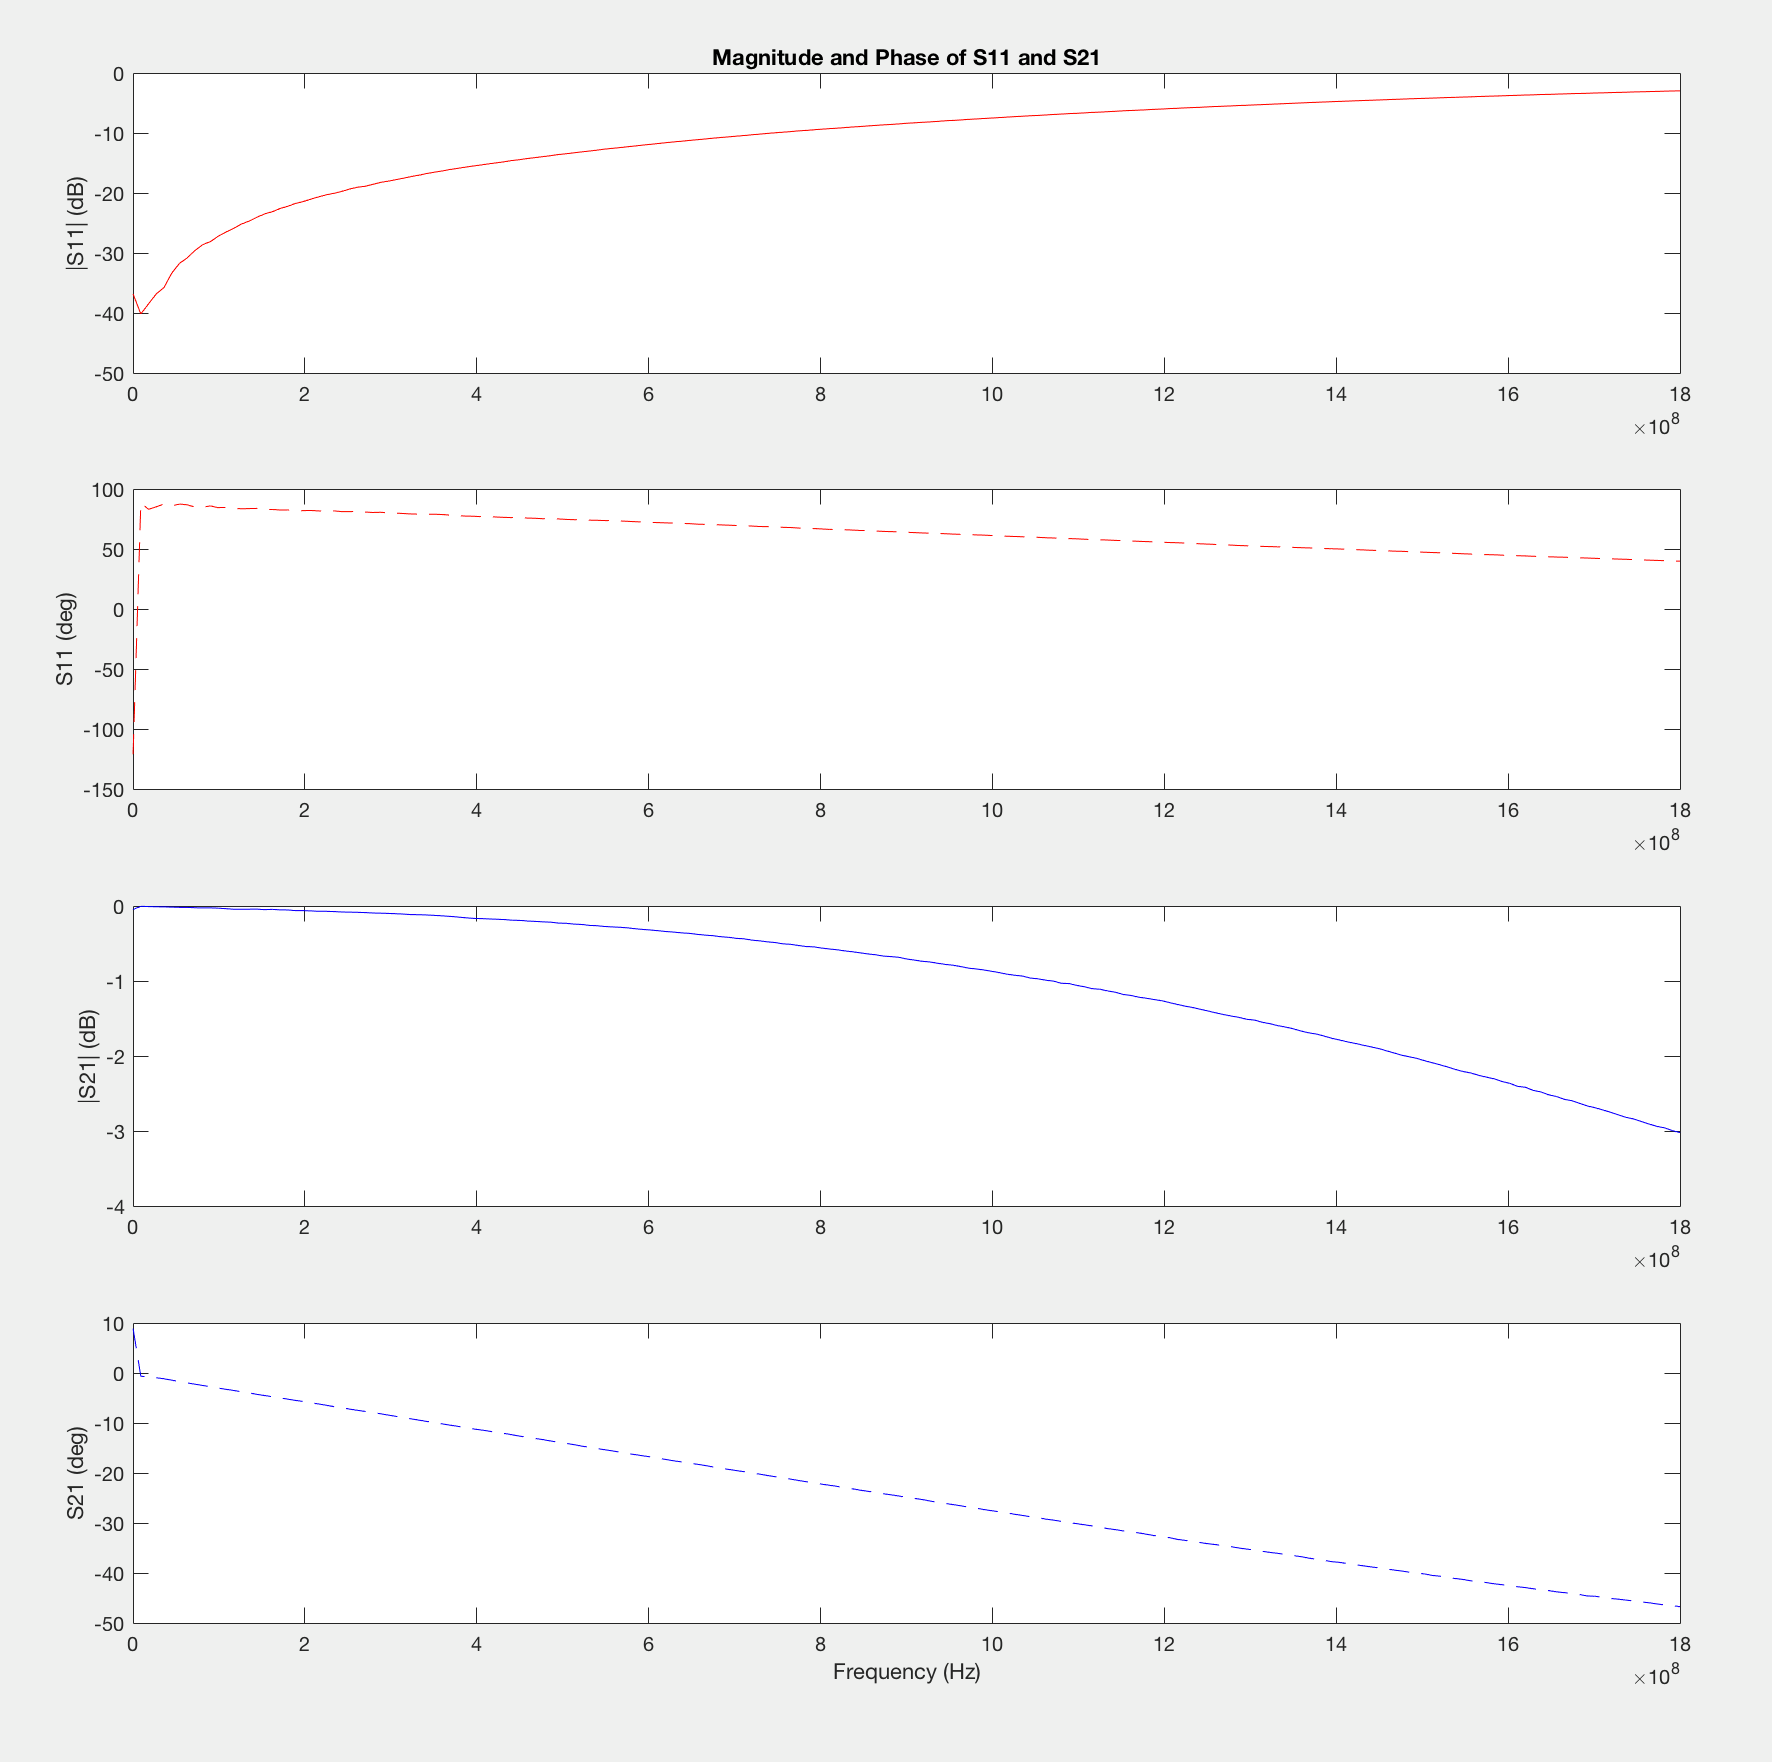 Magnitude and Phase of S11 and S21
|S11| (dB)
0
-10
-20
-30
-40
-50
0 2 4 6 8 10 12 14 16 18
×10^8
S11 (deg)
100
50
0
-50
-100
-150
0 2 4 6 8 10 12 14 16 18
×10^8
|S21| (dB)
0
-1
-2
-3
-4
0 2 4 6 8 10 12 14 16 18
×10^8
S21 (deg)
10
0
-10
-20
-30
-40
-50
0 2 4 6 8 10 12 14 16 18
Frequency (Hz)
×10^8